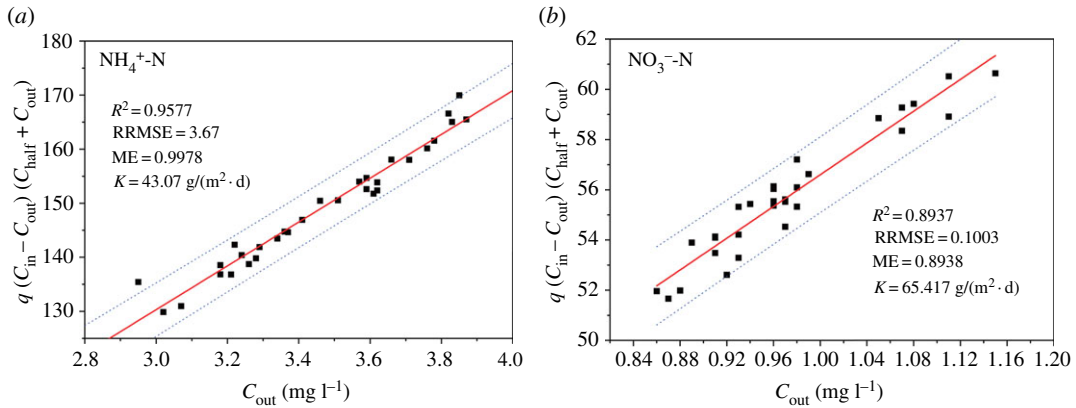 (a)
180
170
160
150
140
130
q (Cin – Cout) (Chalf + Cout)
NH4+-N
R2 = 0.9577
RRMSE = 3.67
ME = 0.9978
K = 43.07 g/(m2 · d)
2.8 3.0 3.2 3.4 3.6 3.8 4.0
Cout (mg l–1)
(b)
62
60
58
56
54
52
50
q (Cin – Cout) (Chalf + Cout)
NO3–-N
R2 = 0.8937
RRMSE = 0.1003
ME = 0.8938
K = 65.417 g/(m2 · d)
0.84 0.88 0.92 0.96 1.00 1.04 1.08 1.12 1.16 1.20
Cout (mg l–1)